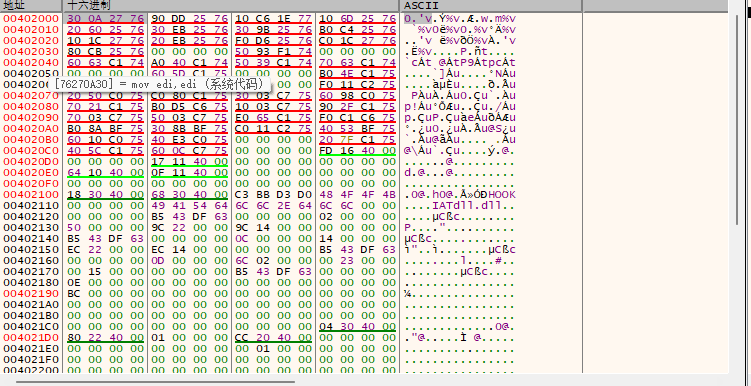 地址 十六进制 ASCII
00402000 30 0A 27 76 90 DD 25 76 10 C6 1E 77 10 6D 25 76 0.'v.Ý%v.Æ.w.m%v
00402010 20 60 25 76 30 EB 25 76 30 9B 25 76 B0 C4 25 76 `%v0ë%v0.%v°Ä%v
00402020 10 1C 27 76 20 EB 25 76 F0 D6 25 76 C0 1C 27 76 ..'v ë%vðÖ%vÀ.'v
00402030 80 CB 25 76 00 00 00 00 50 93 F1 74 00 00 00 00 .Ë%v....P.ñt....
00402040 60 63 C1 74 A0 40 C1 74 50 39 C1 74 70 63 C1 74 `cÁt @ÁtP9ÁtpcÁt
00402050 00 00 00 00 60 5D C1 75 00 00 00 00 B0 4E C1 75 ....`]Áu....°NÁu
[76270A30] = mov edi,edi (系统代码) F0 11 C2 75
00402070 20 50 C2 75 C0 80 C1 75 30 03 C7 75 60 98 C0 75 PÂuÀ.Áu0.Çu`.Àu
00402080 70 21 C1 75 B0 D5 C6 75 10 03 C7 75 90 2F C1 75 p!Áu°ÕÆu..Çu./Áu
00402090 70 03 C7 75 50 03 C7 75 E0 65 C1 75 F0 C1 C6 75 p.ÇuP.ÇuàeÁuðÁÆu
004020A0 B0 8A BF 75 30 8B BF 75 C0 11 C2 75 40 53 BF 75 °.¿u0.¿uÀ.Âu@S¿u
004020B0 60 10 C0 75 40 E3 C0 75 00 00 00 00 20 7F C1 75 `.Àu@ãÀu.... .Áu
004020C0 40 5C C1 75 60 00 C7 75 00 00 00 00 FD 16 40 00 @\Áu`.Çu....ý.@.
004020D0 00 00 00 00 17 11 40 00 00 00 00 00 00 00 00 00 ......@.........
004020E0 64 10 40 00 0F 11 40 00 00 00 00 00 00 00 00 00 d.@...@.........
004020F0 00 00 00 00 00 00 00 00 00 00 00 00 00 00 00 00 ................
00402100 18 30 40 00 68 30 40 00 C3 BB D3 D0 48 4F 4F 4B .0@.h0@.Ã»ÓÐHOOK
00402110 00 00 00 00 49 41 54 64 6C 6C 2E 64 6C 6C 00 00 ....IATdll.dll..
00402120 00 00 00 00 B5 43 DF 63 00 00 00 00 02 00 00 00 ....µCßc........
00402130 50 00 00 00 9C 22 00 00 9C 14 00 00 00 00 00 00 P...."..........
00402140 B5 43 DF 63 00 00 00 00 0C 00 00 00 14 00 00 00 µCßc............
00402150 EC 22 00 00 EC 14 00 00 00 00 00 00 B5 43 DF 63 ì"..ì.......µCßc
00402160 00 00 00 00 0D 00 00 00 6C 02 00 00 00 23 00 00 ........l....#..
00402170 00 15 00 00 00 00 00 00 B5 43 DF 63 00 00 00 00 ........µCßc....
00402180 0E 00 00 00 00 00 00 00 00 00 00 00 00 00 00 00 ................
00402190 BC 00 00 00 00 00 00 00 00 00 00 00 00 00 00 00 ¼...............
004021A0 00 00 00 00 00 00 00 00 00 00 00 00 00 00 00 00 ................
004021B0 00 00 00 00 00 00 00 00 00 00 00 00 00 00 00 00 ................
004021C0 00 00 00 00 00 00 00 00 00 00 00 00 04 30 40 00 .............0@.
004021D0 80 22 40 00 01 00 00 00 CC 20 40 00 00 00 00 00 ."@.....Ì @.....
004021E0 00 00 00 00 00 00 00 00 00 01 00 00 00 00 00 00 ................
004021F0 00 00 00 00 00 00 00 00 00 00 00 00 00 00 00 00 ................
00402200 00 00 00 00 00 00 00 00 00 00 00 00 00 00 00 00 ................